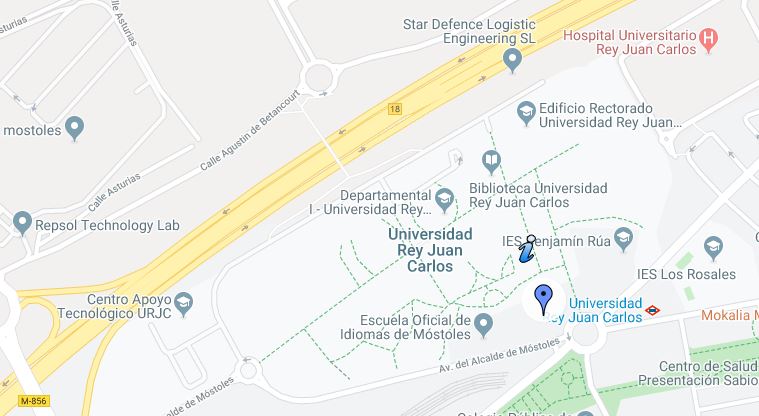 Star Defence Logistic
Engineering SL
Hospital Universitario
Rey Juan Carlos
H
Calle Asturias
18
Edificio Rectorado
Universidad Rey Juan...
mostoles
Calle Agustín de Betancourt
Calle Asturias
Biblioteca Universidad
Rey Juan Carlos
Departamental
I - Universidad Rey...
Repsol Technology Lab
Universidad
Rey Juan
Carlos
IES Benjamín Rúa
i
IES Los Rosales
Centro Apoyo
Tecnológico URJC
Universidad
Rey Juan Carlos
Mokalia M
Escuela Oficial de
Idiomas de Móstoles
Av. del Alcalde de Móstoles
Centro de Salud
Presentación Sabio
alde de Móstoles
M-856